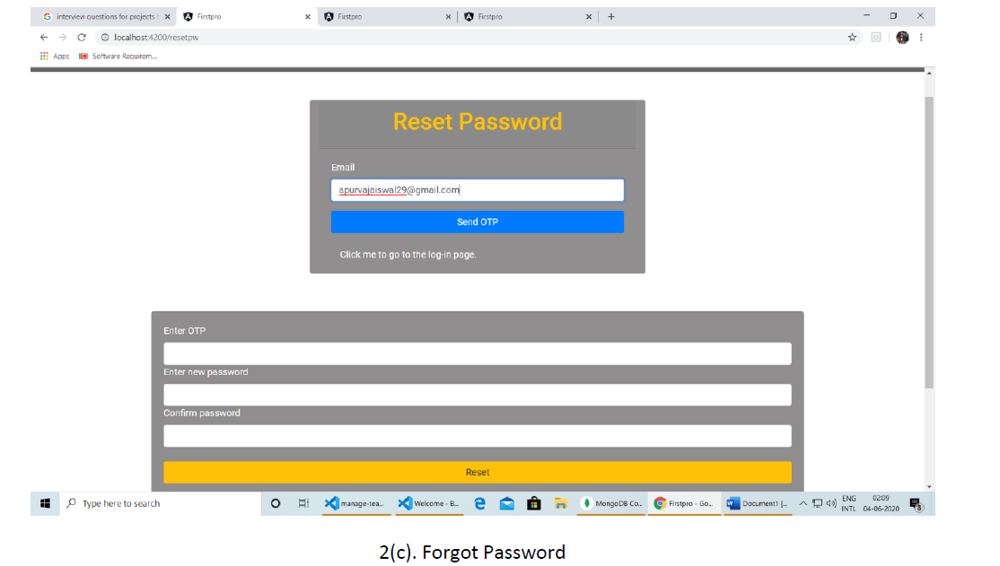 interview questions for projects
Firstpro
Firstpro
Firstpro
localhost:4200/resetpw
Apps
Software Requirem...
Reset Password
Email
apurvajaiswal29@gmail.com
Send OTP
Click me to go to the log-in page.
Enter OTP
Enter new password
Confirm password
Reset
Type here to search
manage-tea...
Welcome - B...
MongoDB Co...
Firstpro - Go...
Document1 [...
ENG
INTL
02:09
04-06-2020
8
2(c). Forgot Password